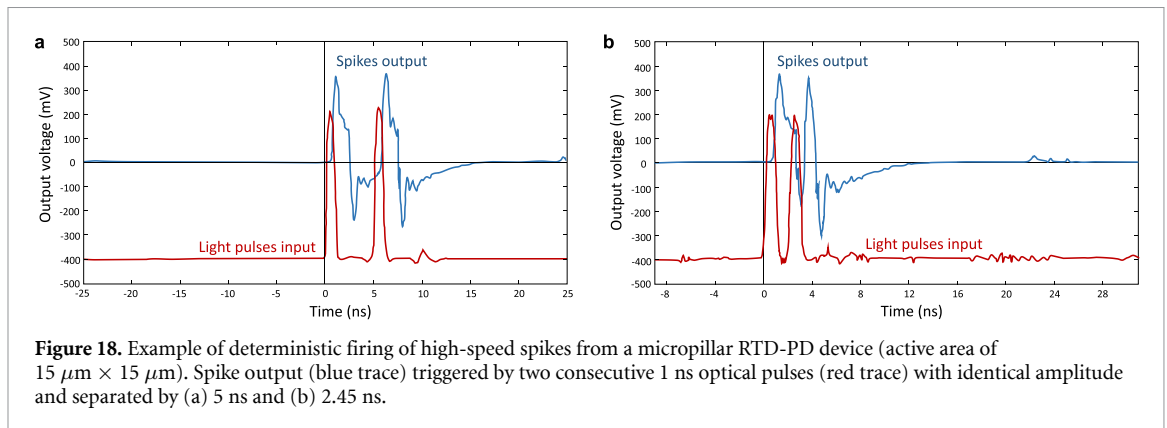 a
500
400
300
200
100
0
-100
-200
-300
-400
-500
Output voltage (mV)
Spikes output
Light pulses input
-25 -20 -15 -10 -5 0 5 10 15 20 25
Time (ns)
b
500
400
300
200
100
0
-100
-200
-300
-400
-500
Output voltage (mV)
Spikes output
Light pulses input
-8 -4 0 4 8 12 16 20 24 28
Time (ns)
Figure 18. Example of deterministic firing of high-speed spikes from a micropillar RTD-PD device (active area of
15 μm × 15 μm). Spike output (blue trace) triggered by two consecutive 1 ns optical pulses (red trace) with identical amplitude
and separated by (a) 5 ns and (b) 2.45 ns.